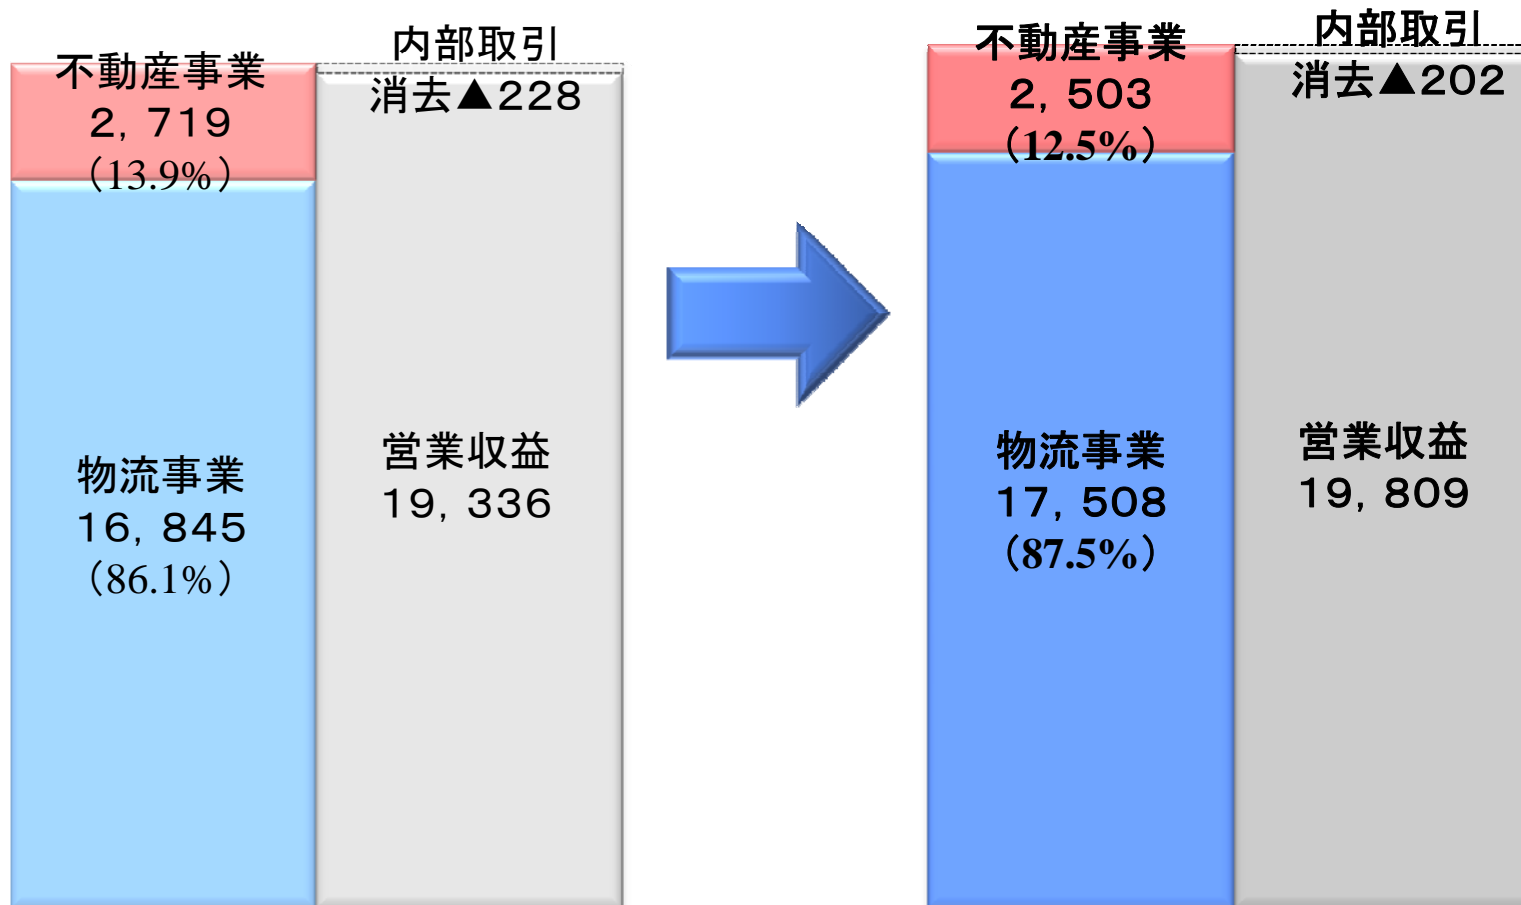 不動産事業
2,719
（13.9%）
内部取引
消去▲228
物流事業
16,845
（86.1%）
営業収益
19,336
不動産事業
2,503
（12.5%）
内部取引
消去▲202
物流事業
17,508
（87.5%）
営業収益
19,809